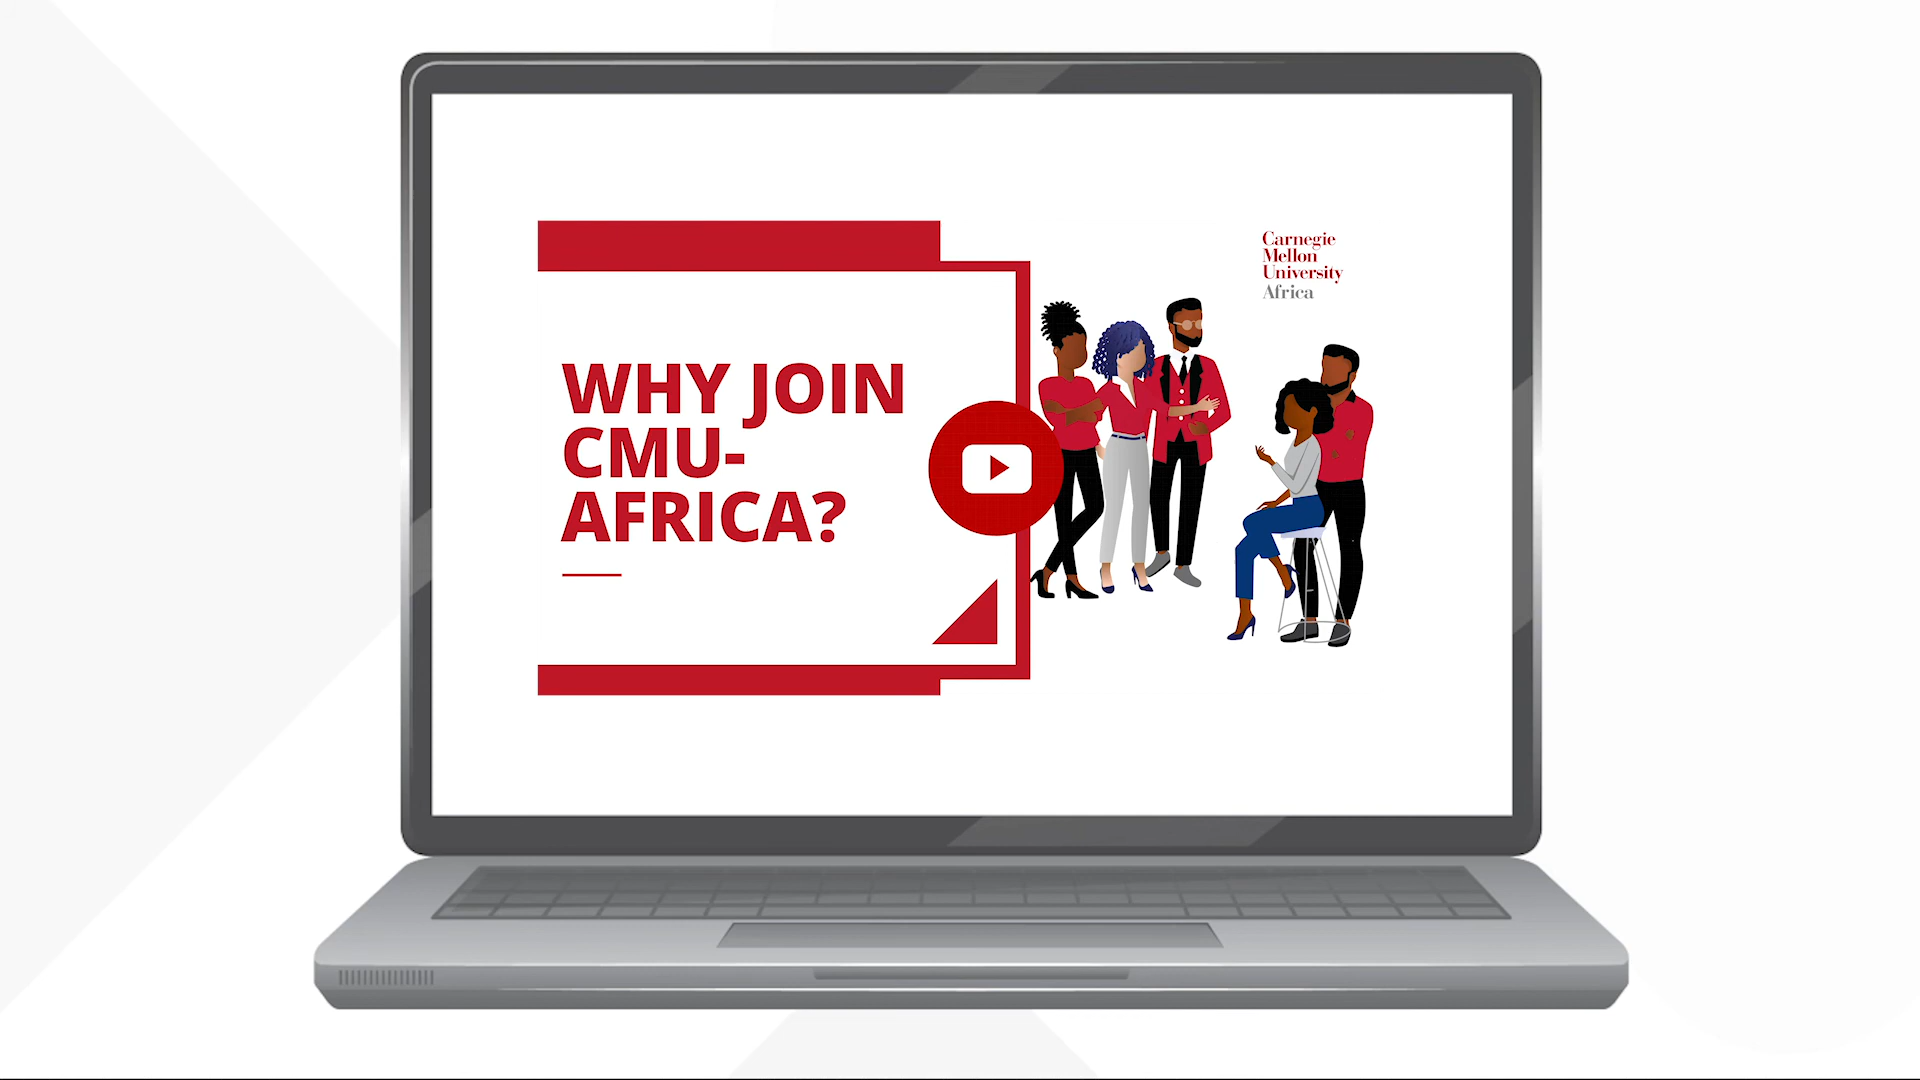 WHY JOIN
CMU-
AFRICA?
Carnegie
Mellon
University
Africa